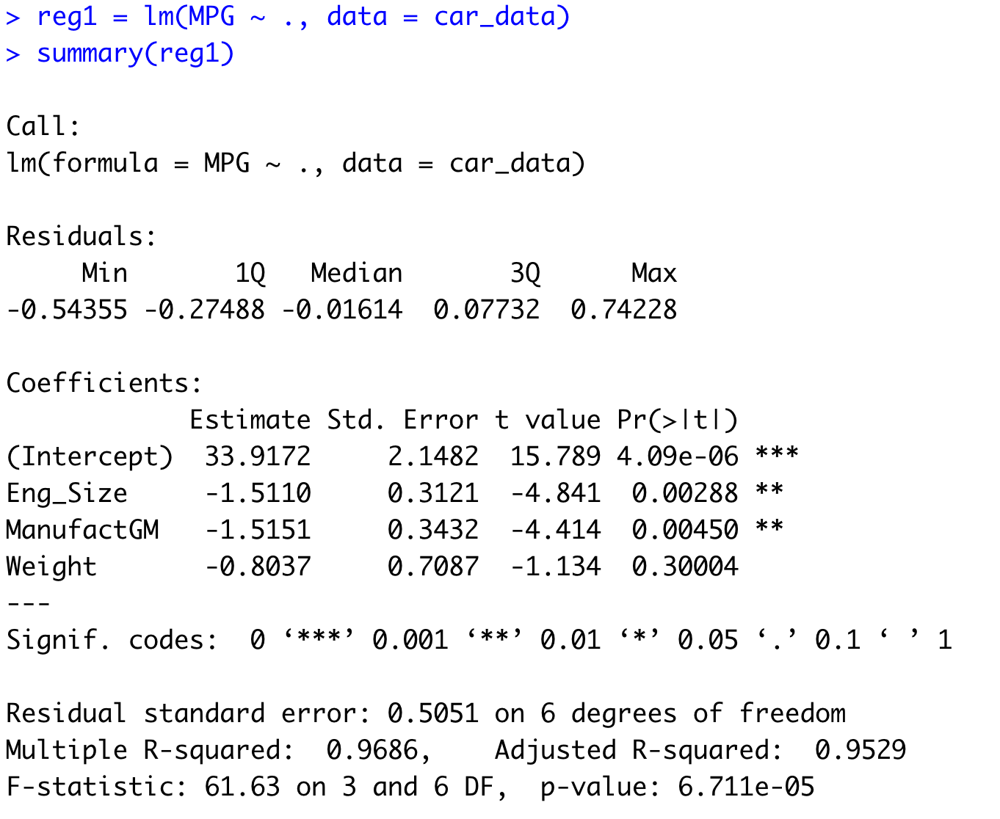 > reg1 = lm(MPG ~ ., data = car_data)
> summary(reg1)
Call:
lm(formula = MPG ~ ., data = car_data)
Residuals:
     Min       1Q   Median       3Q      Max
-0.54355 -0.27488 -0.01614  0.07732  0.74228
Coefficients:
            Estimate Std. Error t value Pr(>|t|)
(Intercept)  33.9172     2.1482  15.789 4.09e-06 ***
Eng_Size     -1.5110     0.3121  -4.841  0.00288 **
ManufactGM   -1.5151     0.3432  -4.414  0.00450 **
Weight       -0.8037     0.7087  -1.134  0.30004
---
Signif. codes:  0 ‘***’ 0.001 ‘**’ 0.01 ‘*’ 0.05 ‘.’ 0.1 ‘ ’ 1
Residual standard error: 0.5051 on 6 degrees of freedom
Multiple R-squared:  0.9686,	Adjusted R-squared:  0.9529
F-statistic: 61.63 on 3 and 6 DF,  p-value: 6.711e-05